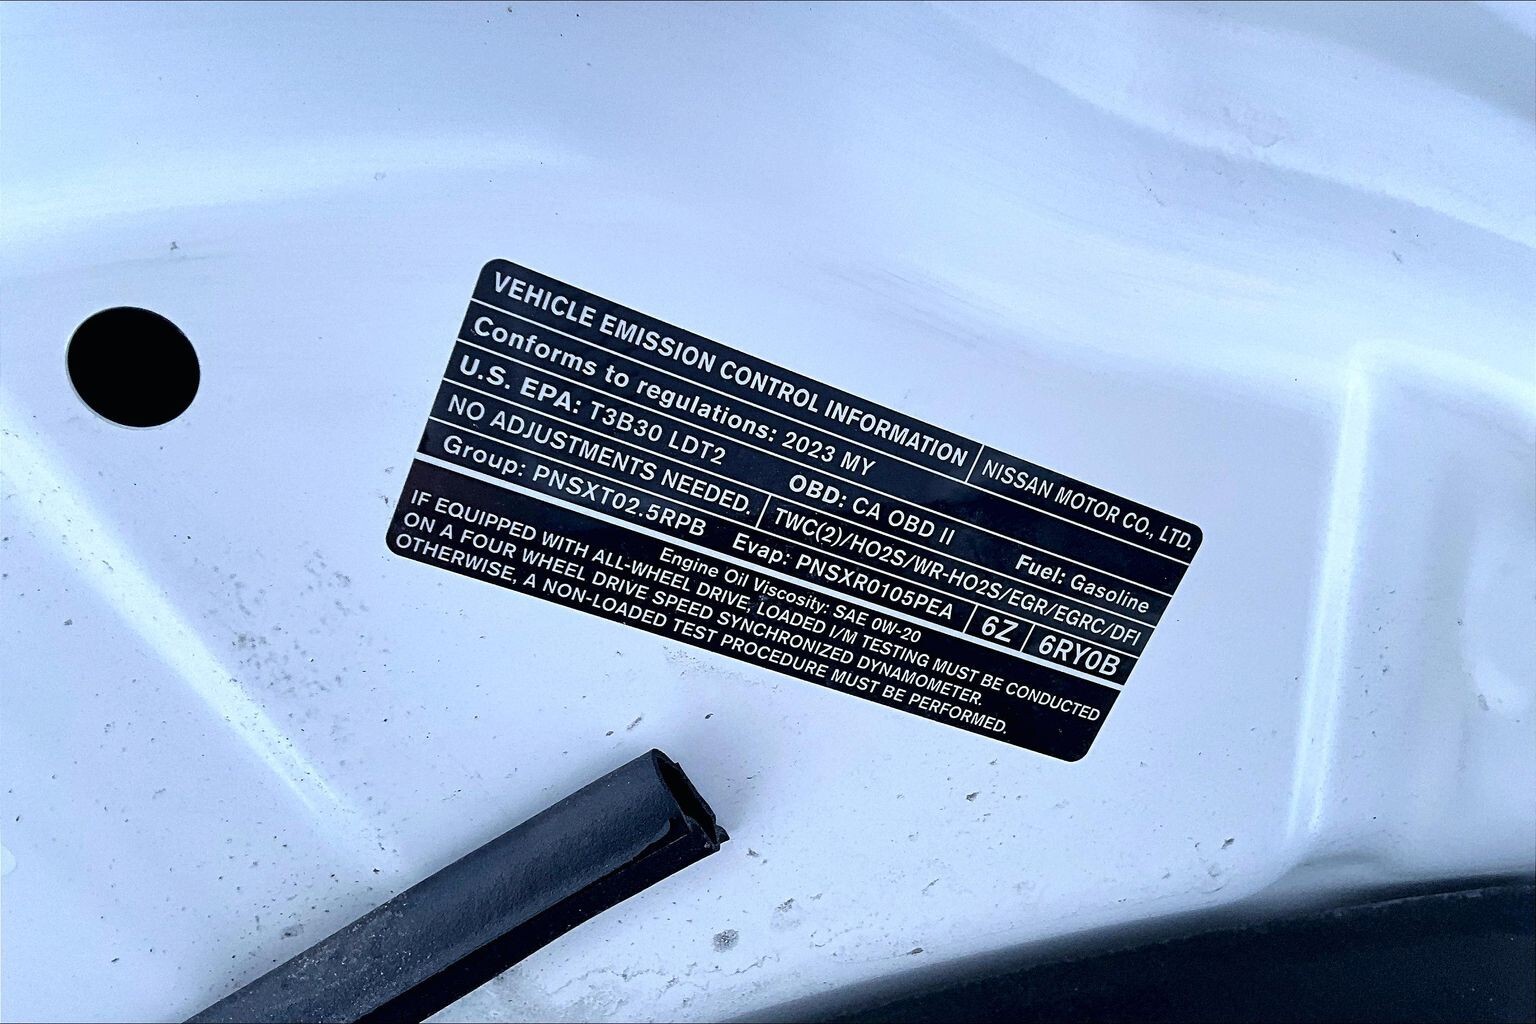 VEHICLE EMISSION CONTROL INFORMATION NISSAN MOTOR CO., LTD.
Conforms to regulations: 2023 MY
U.S. EPA: T3B30 LDT2 OBD: CA OBD II Fuel: Gasoline
NO ADJUSTMENTS NEEDED. TWC(2)/HO2S/WR-HO2S/EGR/EGRC/DFI
Group: PNSXT02.5RPB Evap: PNSXR0105PEA 6Z 6RY0B
Engine Oil Viscosity: SAE 0W-20
IF EQUIPPED WITH ALL-WHEEL DRIVE, LOADED I/M TESTING MUST BE CONDUCTED
ON A FOUR WHEEL DRIVE SPEED SYNCHRONIZED DYNAMOMETER.
OTHERWISE, A NON-LOADED TEST PROCEDURE MUST BE PERFORMED.